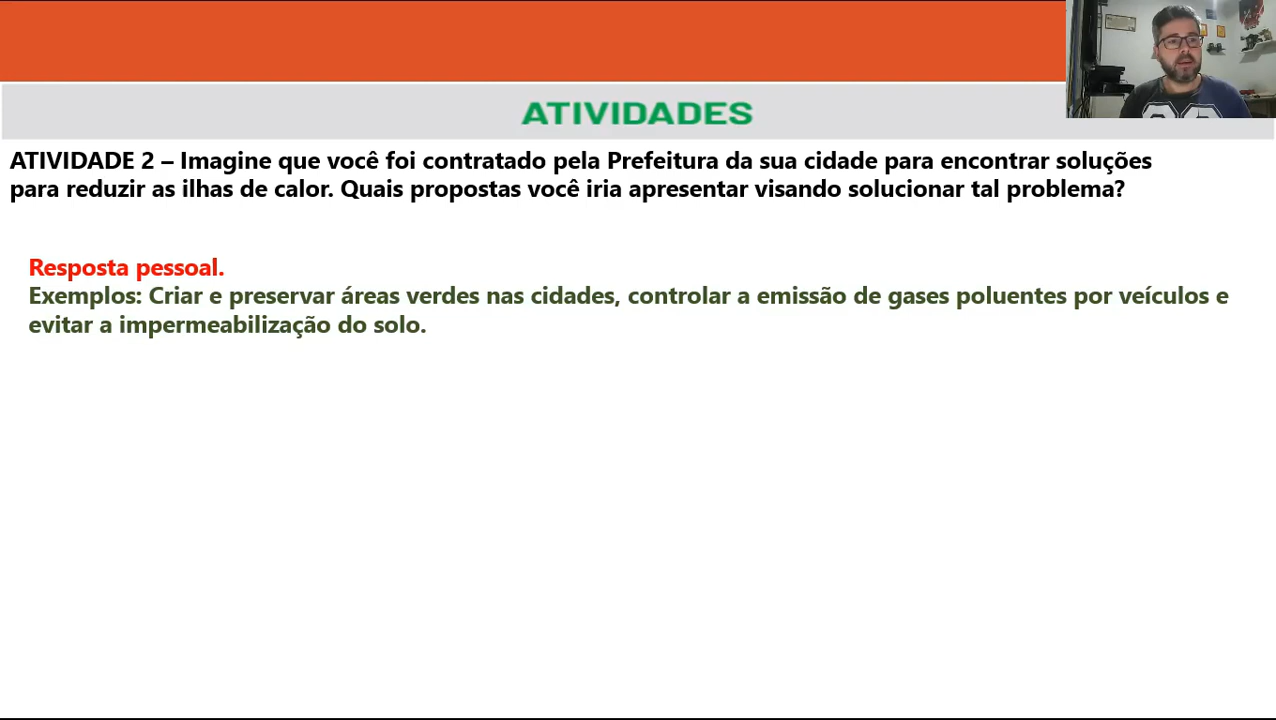 ATIVIDADES
ATIVIDADE 2 – Imagine que você foi contratado pela Prefeitura da sua cidade para encontrar soluções
para reduzir as ilhas de calor. Quais propostas você iria apresentar visando solucionar tal problema?
Resposta pessoal.
Exemplos: Criar e preservar áreas verdes nas cidades, controlar a emissão de gases poluentes por veículos e
evitar a impermeabilização do solo.